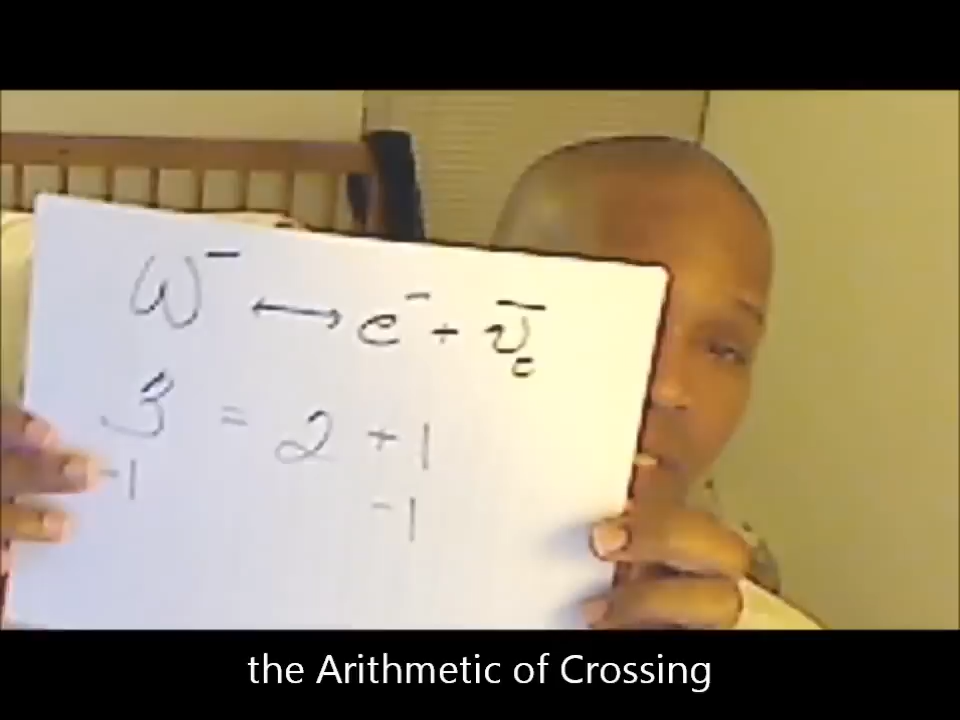 W⁻ ⟷ e⁻ + ν̄ₑ
3 = 2 + 1
-1 -1
the Arithmetic of Crossing